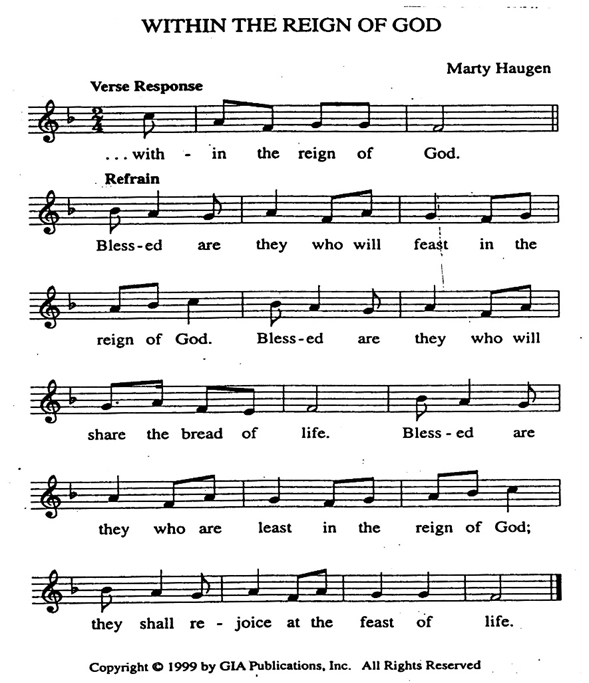 WITHIN THE REIGN OF GOD
Marty Haugen
Verse Response
2
4
...with - in the reign of God.
Refrain
Bless-ed are they who will feast in the
reign of God. Bless-ed are they who will
share the bread of life. Bless - ed are
they who are least in the reign of God;
they shall re - joice at the feast of life.
Copyright © 1999 by GIA Publications, Inc. All Rights Reserved